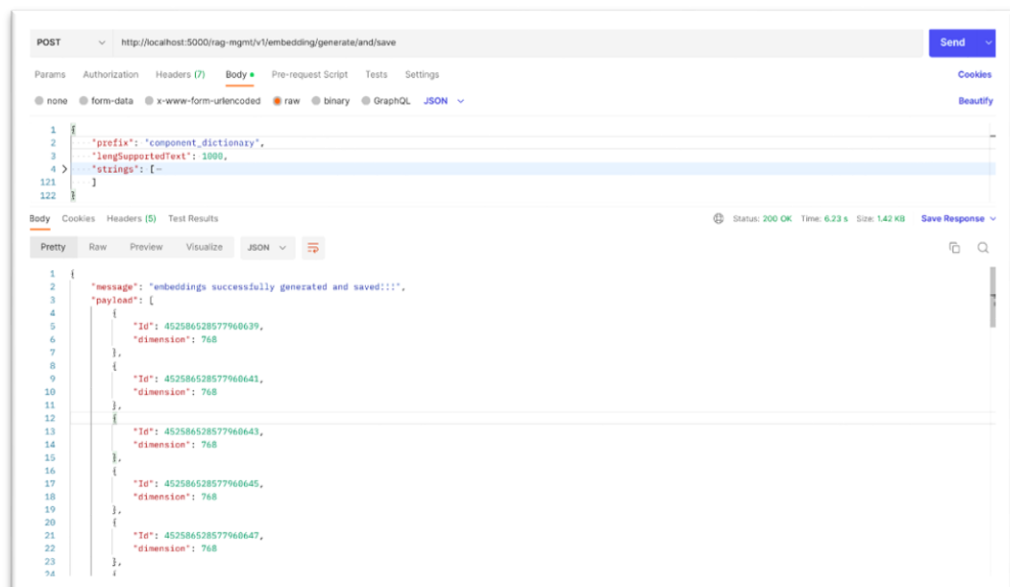 POST http://localhost:5000/rag-mgmt/v1/embedding/generate/and/save Send
Params Authorization Headers (7) Body Pre-request Script Tests Settings Cookies
none form-data x-www-form-urlencoded raw binary GraphQL JSON Beautify
1 {
2 "prefix": "component_dictionary",
3 "lengSupportedText": 1000,
4 "strings": [
121 ]
122 }
Body Cookies Headers (5) Test Results Status: 200 OK Time: 6.23 s Size: 1.42 KB Save Response
Pretty Raw Preview Visualize JSON
1 {
2 "message": "embeddings successfully generated and saved!!!",
3 "payload": [
4 {
5 "Id": 452586528577960639,
6 "dimension": 768
7 },
8 {
9 "Id": 452586528577960641,
10 "dimension": 768
11 },
12 {
13 "Id": 452586528577960643,
14 "dimension": 768
15 },
16 {
17 "Id": 452586528577960645,
18 "dimension": 768
19 },
20 {
21 "Id": 452586528577960647,
22 "dimension": 768
23 },
24 {